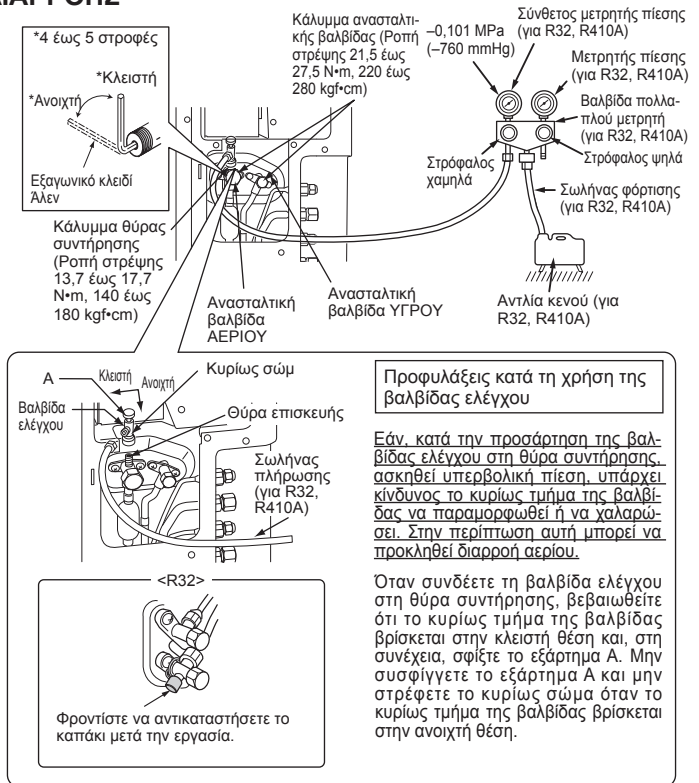 *4 έως 5 στροφές
*Κλειστή
*Ανοιχτή
Εξαγωνικό κλειδί
Άλεν
Κάλυμμα ανασταλτι-
κής βαλβίδας (Ροπή
στρέψης 21,5 έως
27,5 N•m, 220 έως
280 kgf•cm)
–0,101 MPa
(–760 mmHg)
Σύνθετος μετρητής πίεσης
(για R32, R410A)
Μετρητής πίεσης
(για R32, R410A)
Βαλβίδα πολλα-
πλού μετρητή
(για R32, R410A)
Στρόφαλος
χαμηλά
Στρόφαλος ψηλά
Σωλήνας φόρτισης
(για R32, R410A)
Αντλία κενού (για
R32, R410A)
Κάλυμμα θύρας
συντήρησης
(Ροπή στρέψης
13,7 έως 17,7
N•m, 140 έως
180 kgf•cm)
Ανασταλτική
βαλβίδα
ΑΕΡΙΟΥ
Ανασταλτική
βαλβίδα ΥΓΡΟΥ
A
Κλειστή
Ανοιχτή
Κυρίως σώμ
Βαλβίδα
ελέγχου
Θύρα επισκευής
Σωλήνας
πλήρωσης
(για R32,
R410A)
<R32>
Φροντίστε να αντικαταστήσετε το
καπάκι μετά την εργασία.
Προφυλάξεις κατά τη χρήση της
βαλβίδας ελέγχου
Εάν, κατά την προσάρτηση της βαλ-
βίδας ελέγχου στη θύρα συντήρησης,
ασκηθεί υπερβολική πίεση, υπάρχει
κίνδυνος το κυρίως τμήμα της βαλβί-
δας να παραμορφωθεί ή να χαλαρώ-
σει. Στην περίπτωση αυτή μπορεί να
προκληθεί διαρροή αερίου.
Όταν συνδέετε τη βαλβίδα ελέγχου
στη θύρα συντήρησης, βεβαιωθείτε
ότι το κυρίως τμήμα της βαλβίδας
βρίσκεται στην κλειστή θέση και, στη
συνέχεια, σφίξτε το εξάρτημα A. Μην
συσφίγγετε το εξάρτημα A και μην
στρέφετε το κυρίως σώμα όταν το
κυρίως τμήμα της βαλβίδας βρίσκεται
στην ανοιχτή θέση.